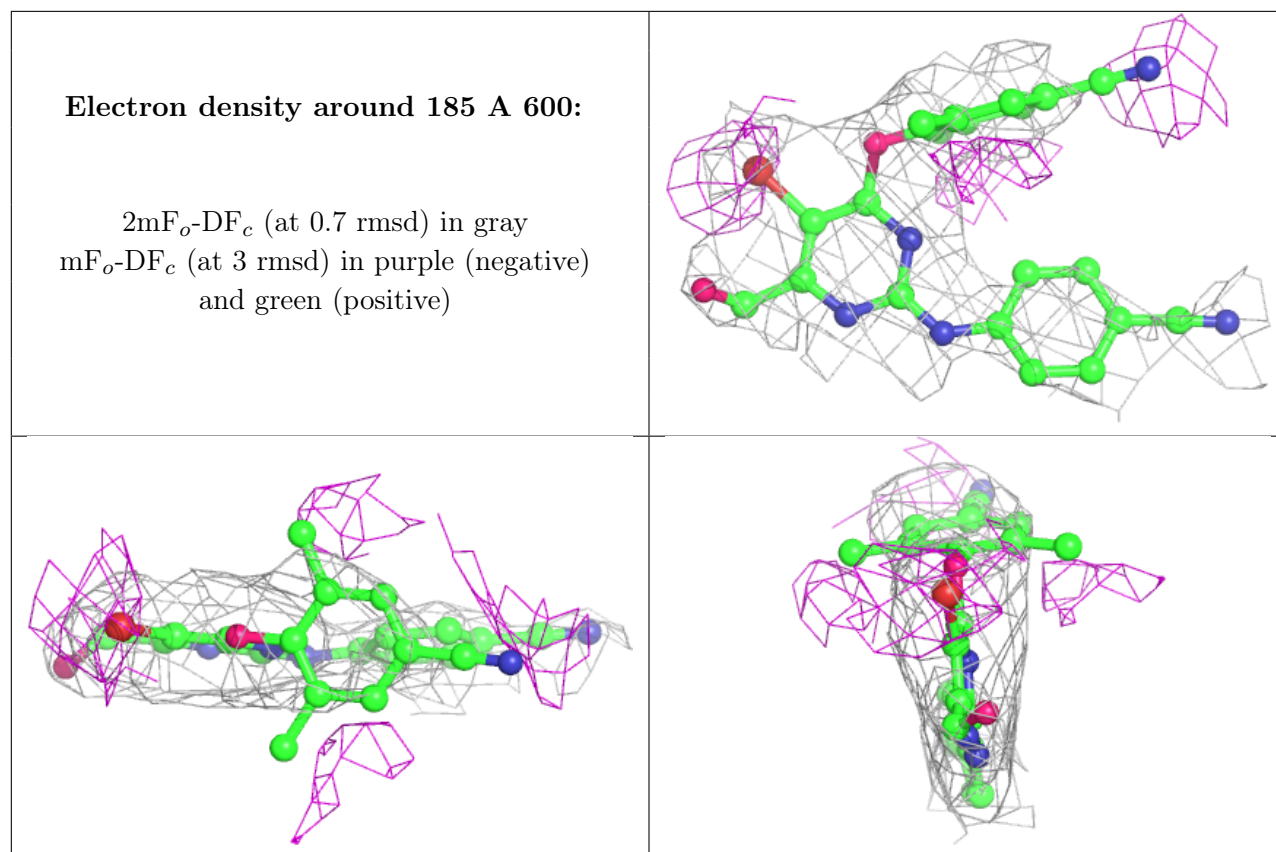 Electron density around 185 A 600:
2mFo-DFc (at 0.7 rmsd) in gray
mFo-DFc (at 3 rmsd) in purple (negative)
and green (positive)